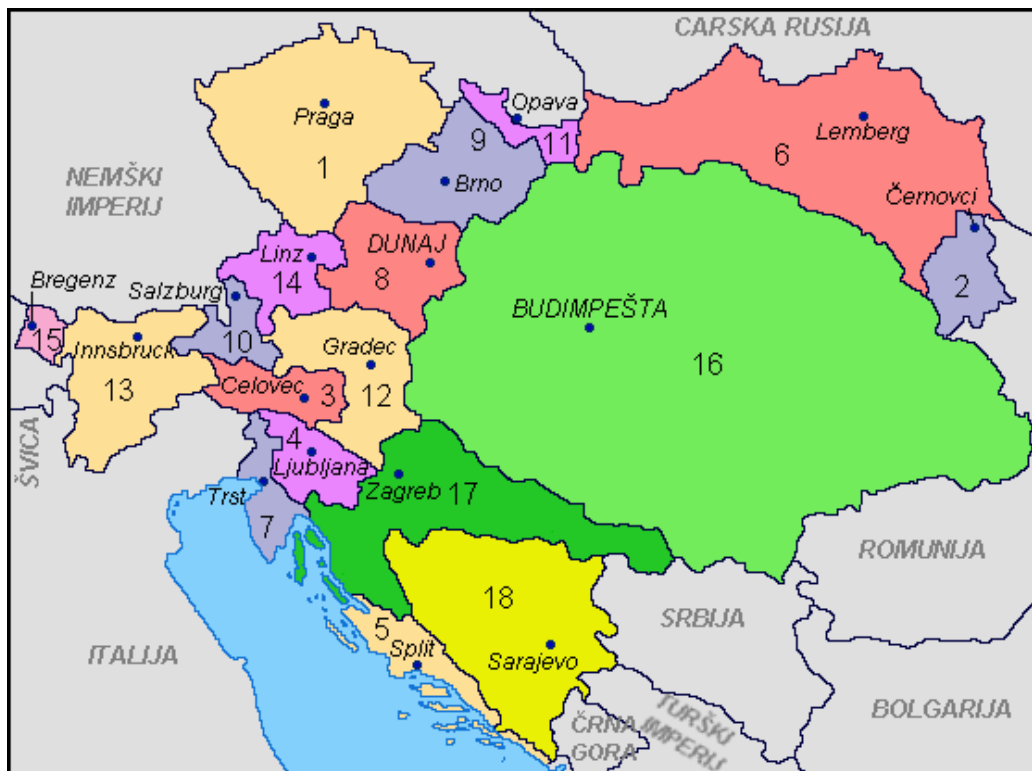 CARSKA RUSIJA
Praga
1
9
Opava
11
Lemberg
6
NEMŠKI
IMPERIJ
Brno
Černovci
2
Linz
14
DUNAJ
8
Bregenz
15
Salzburg
10
BUDIMPEŠTA
16
Innsbruck
13
Gradec
12
Celovec
3
ŠVICA
4
Ljubljana
Trst
7
Zagreb
17
ROMUNIJA
18
SRBIJA
ITALIJA
5
Split
Sarajevo
ČRNA
GORA
TURŠKI
IMPERIJ
BOLGARIJA